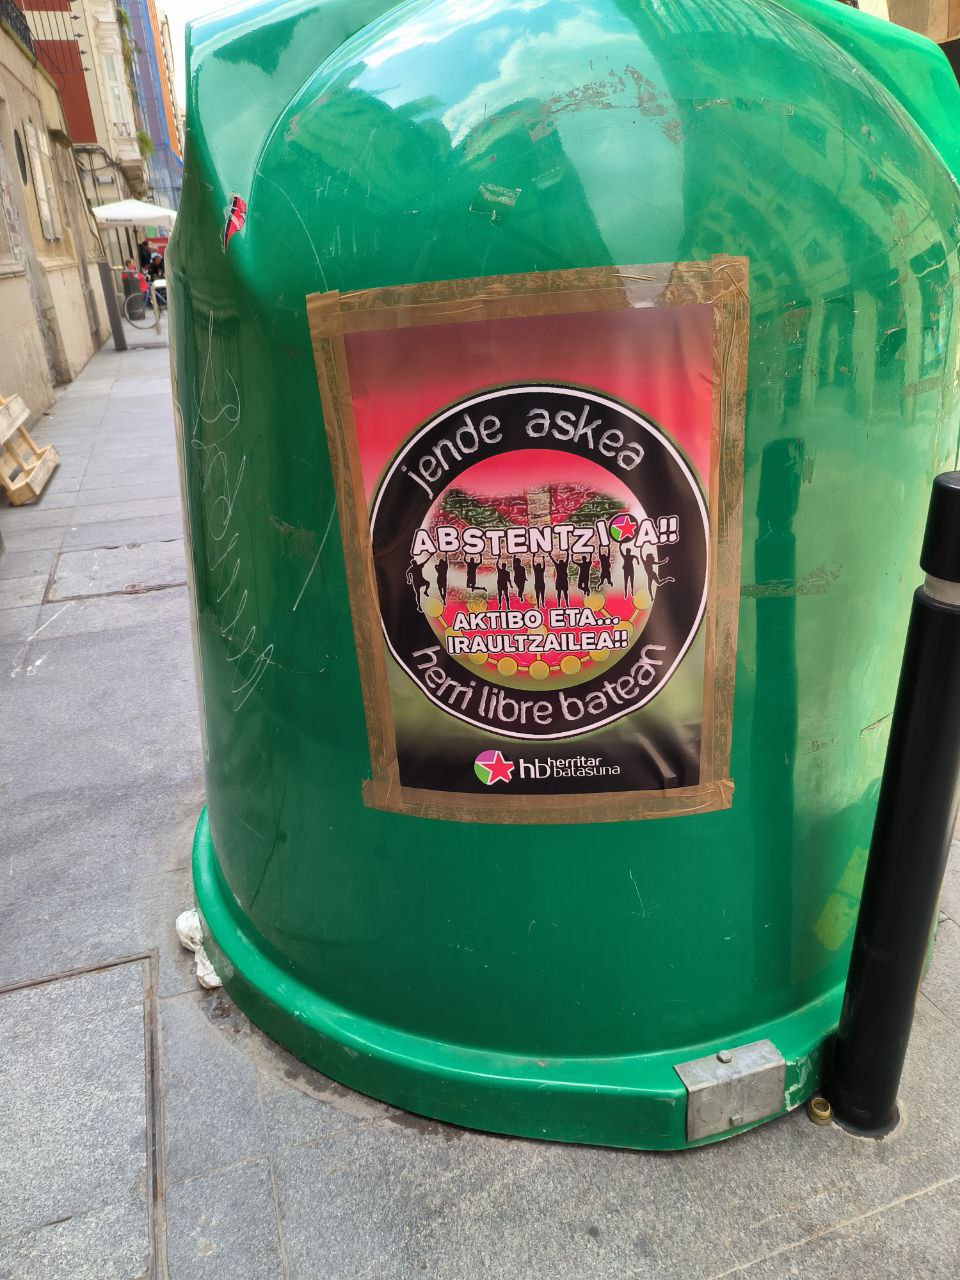 jende askea
ABSTENTZIOA!!
AKTIBO ETA...
IRAULTZAILEA!!
herri libre batean
hb herritar
batasuna